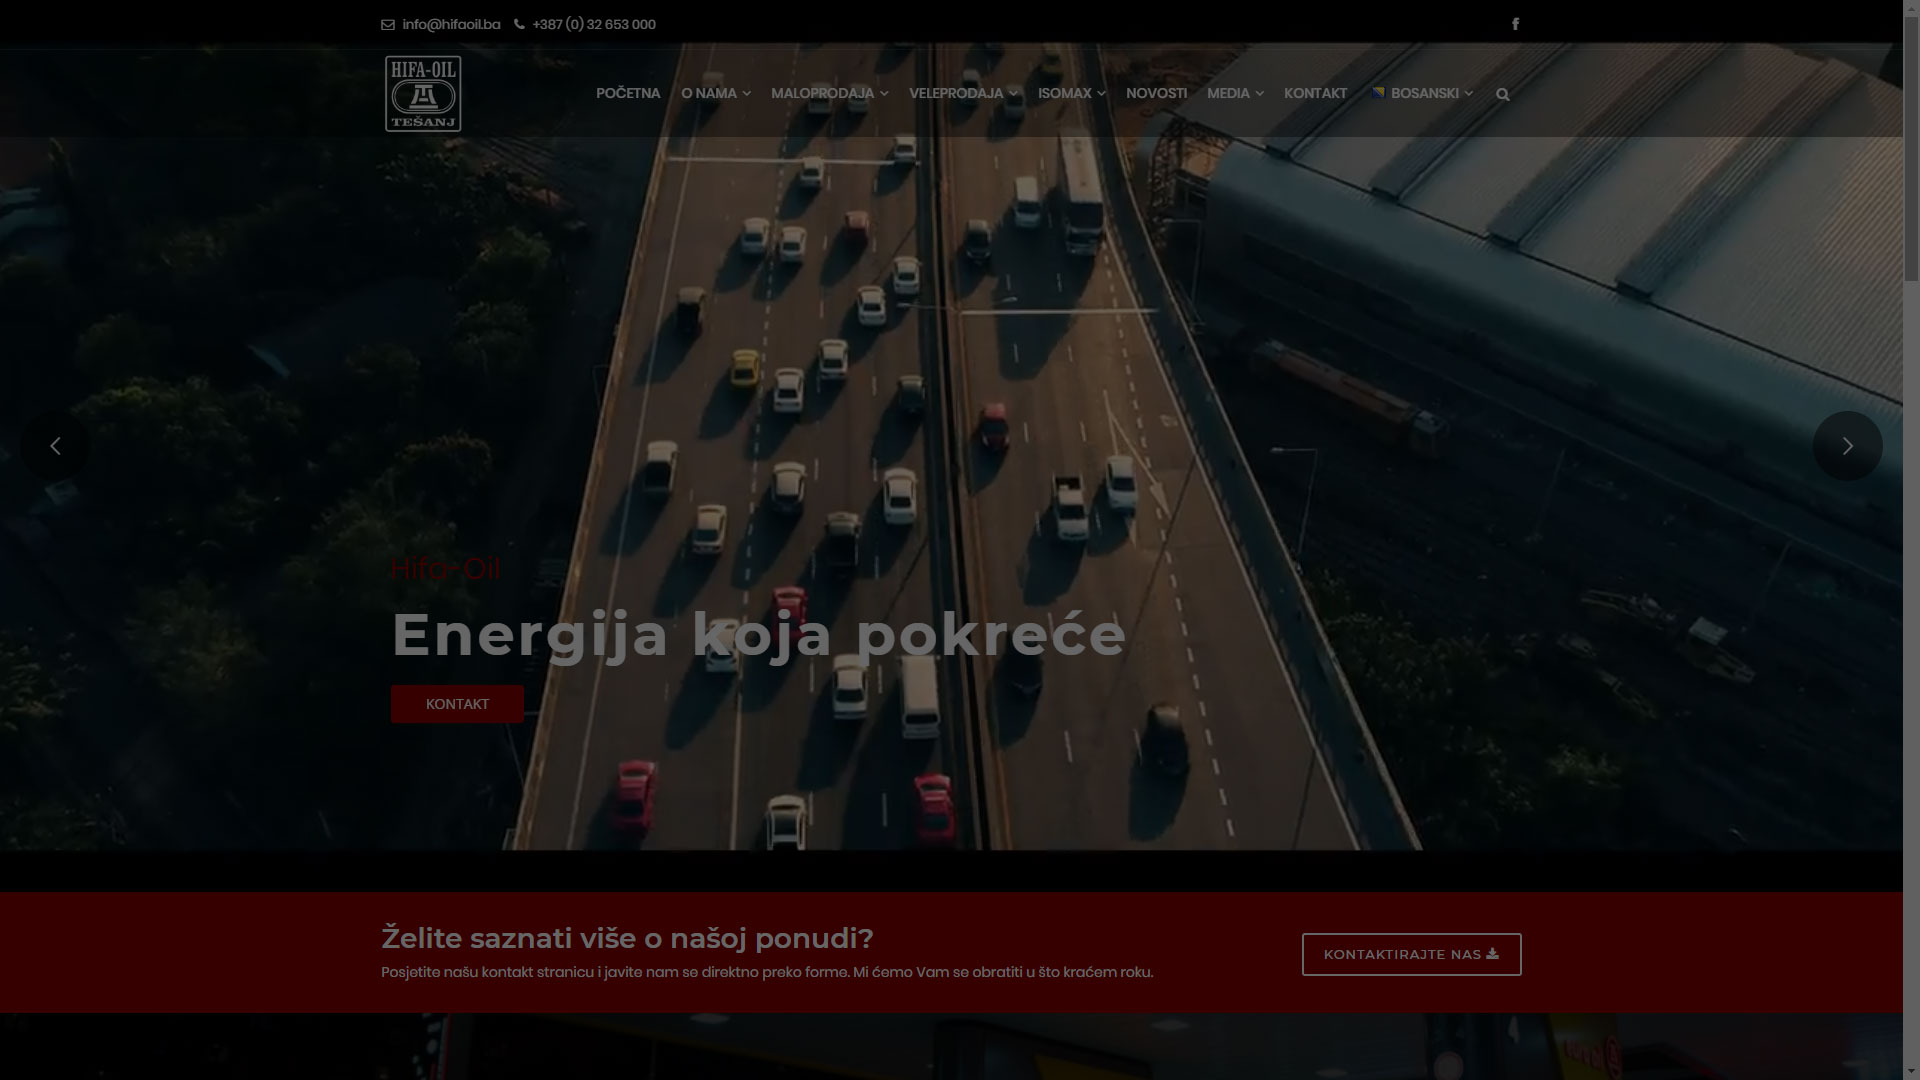 info@hifaoil.ba +387 (0) 32 653 000
HIFA-OIL
TEŠANJ
POČETNA O NAMA MALOPRODAJA VELEPRODAJA ISOMAX NOVOSTI MEDIA KONTAKT BOSANSKI
Hifa-Oil
Energija koja pokreće
KONTAKT
Želite saznati više o našoj ponudi?
Posjetite našu kontakt stranicu i javite nam se direktno preko forme. Mi ćemo Vam se obratiti u što kraćem roku.
KONTAKTIRAJTE NAS